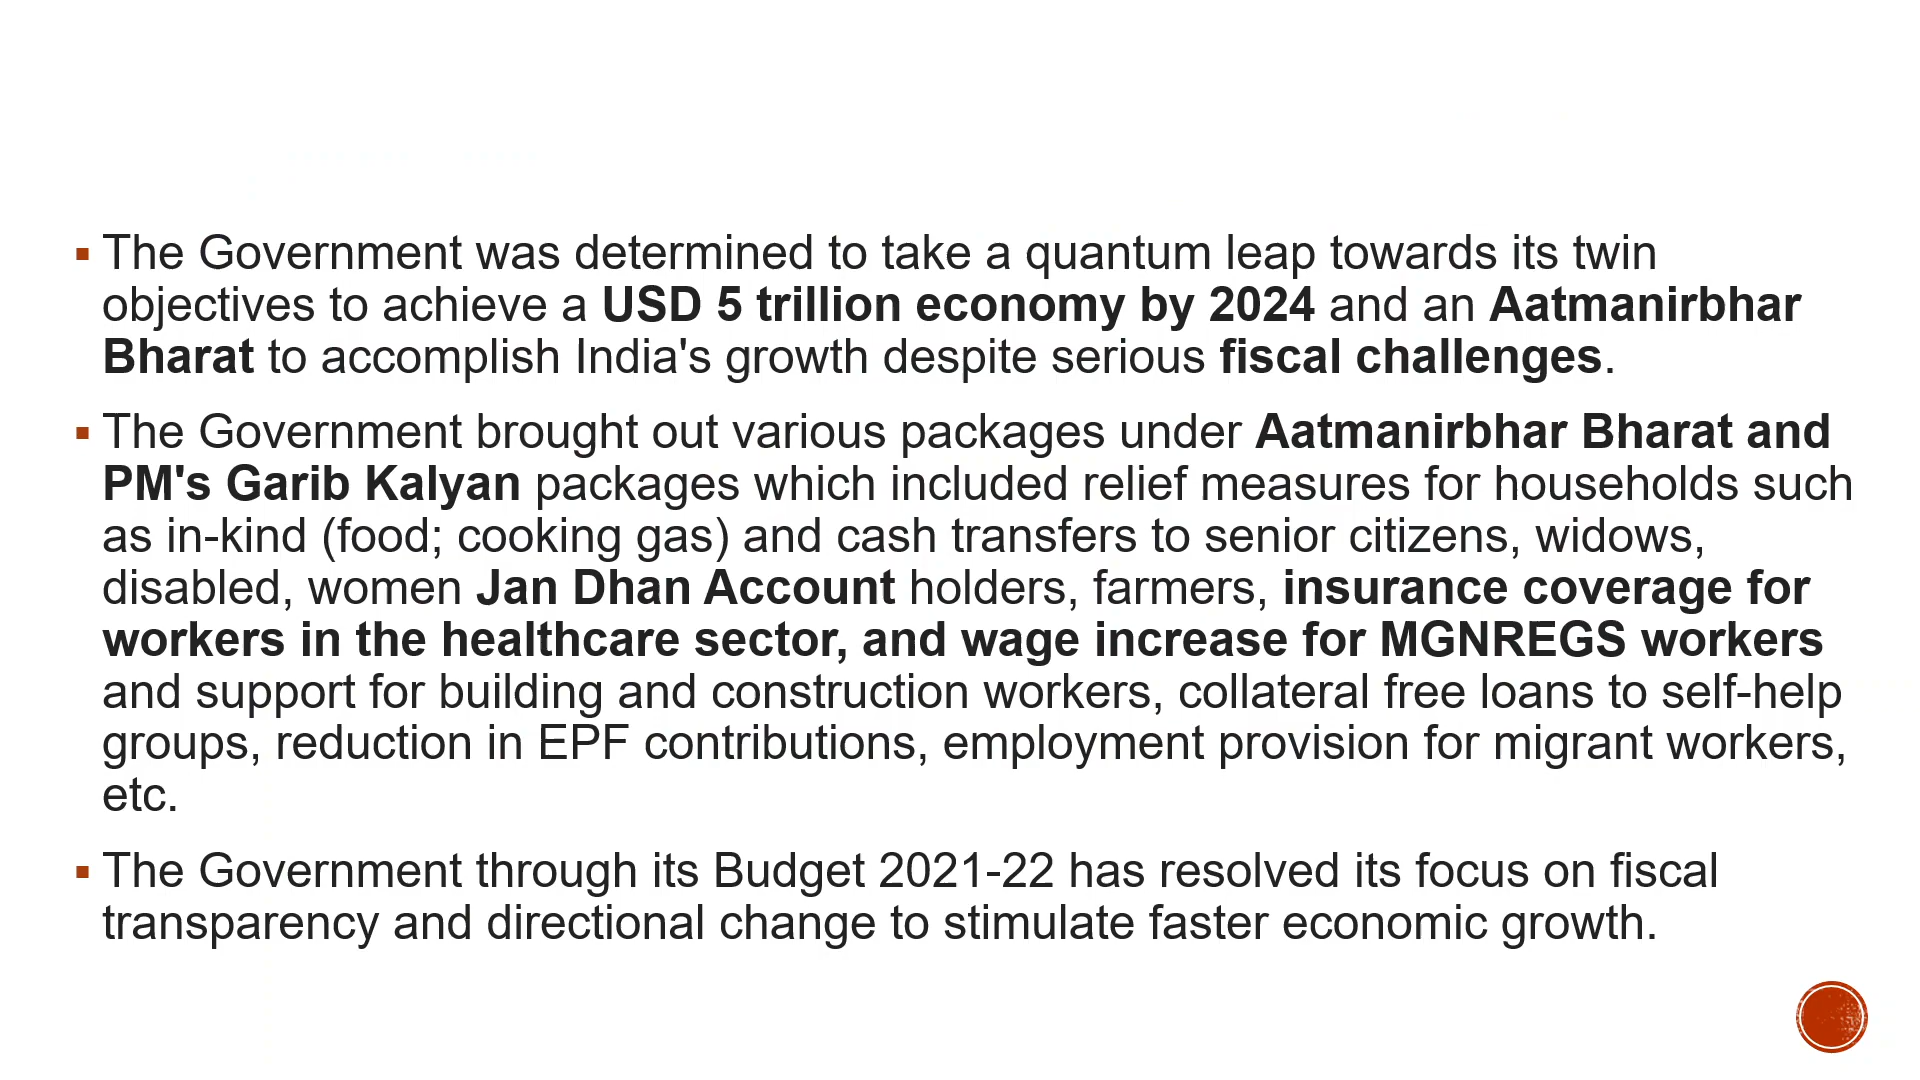 The Government was determined to take a quantum leap towards its twin
objectives to achieve a USD 5 trillion economy by 2024 and an Aatmanirbhar
Bharat to accomplish India's growth despite serious fiscal challenges.
The Government brought out various packages under Aatmanirbhar Bharat and
PM's Garib Kalyan packages which included relief measures for households such
as in-kind (food; cooking gas) and cash transfers to senior citizens, widows,
disabled, women Jan Dhan Account holders, farmers, insurance coverage for
workers in the healthcare sector, and wage increase for MGNREGS workers
and support for building and construction workers, collateral free loans to self-help
groups, reduction in EPF contributions, employment provision for migrant workers,
etc.
The Government through its Budget 2021-22 has resolved its focus on fiscal
transparency and directional change to stimulate faster economic growth.